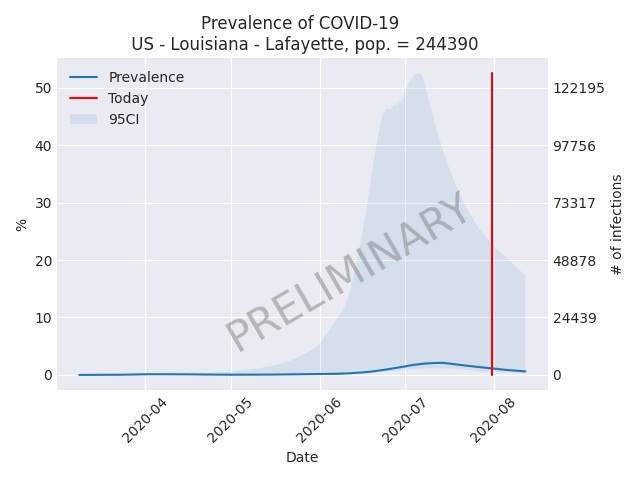 Prevalence of COVID-19
US - Louisiana - Lafayette, pop. = 244390
Prevalence
Today
95CI
50
40
30
20
10
0
%
122195
97756
73317
48878
24439
0
# of infections
PRELIMINARY
2020-04
2020-05
2020-06
2020-07
2020-08
Date